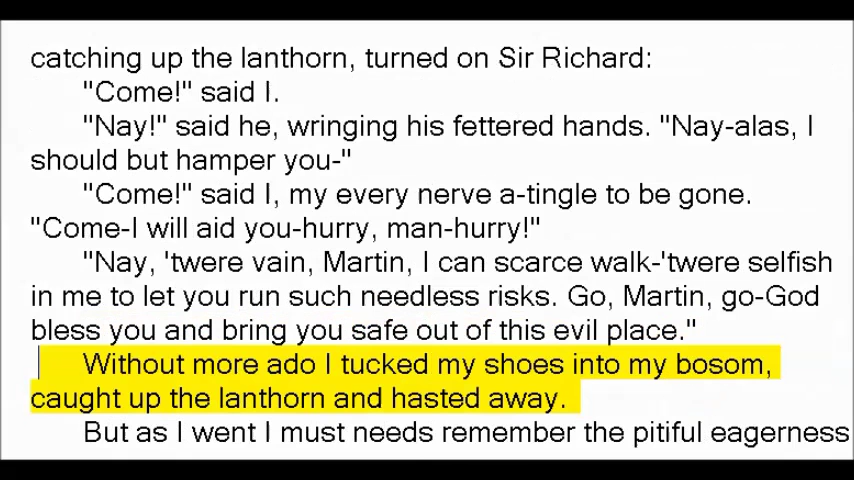 catching up the lanthorn, turned on Sir Richard:
"Come!" said I.
"Nay!" said he, wringing his fettered hands. "Nay-alas, I
should but hamper you-"
"Come!" said I, my every nerve a-tingle to be gone.
"Come-I will aid you-hurry, man-hurry!"
"Nay, 'twere vain, Martin, I can scarce walk-'twere selfish
in me to let you run such needless risks. Go, Martin, go-God
bless you and bring you safe out of this evil place."
Without more ado I tucked my shoes into my bosom,
caught up the lanthorn and hasted away.
But as I went I must needs remember the pitiful eagerness